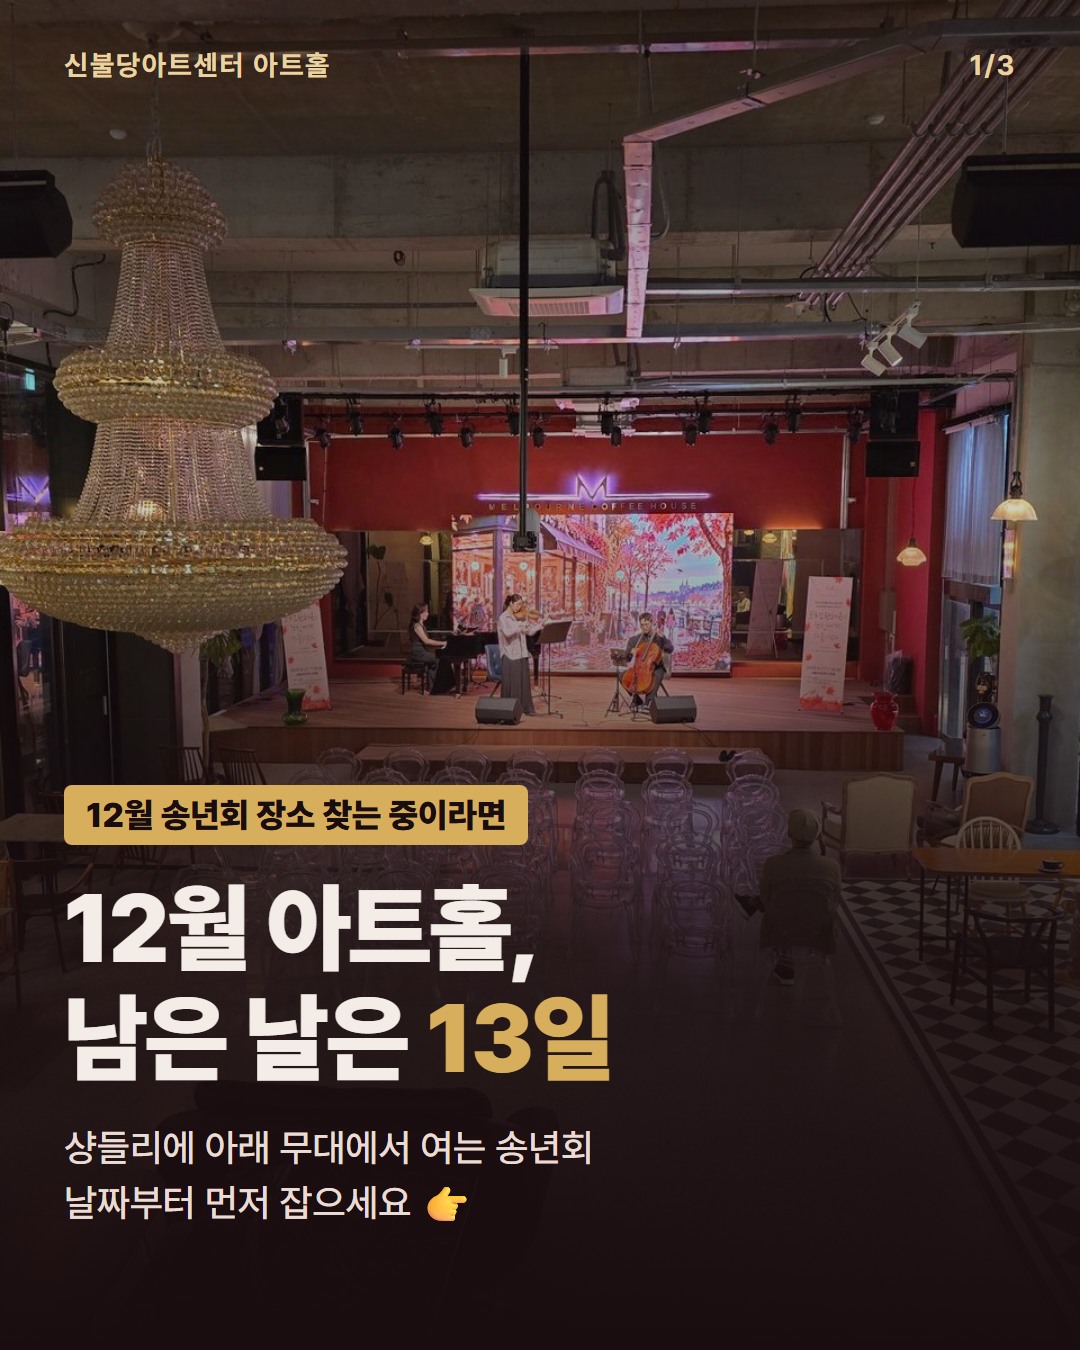 신불당아트센터 아트홀
1/3
M
MELBOURNE COFFEE HOUSE
12월 송년회 장소 찾는 중이라면
12월 아트홀,
남은 날은 13일
샹들리에 아래 무대에서 여는 송년회
날짜부터 먼저 잡으세요 👉